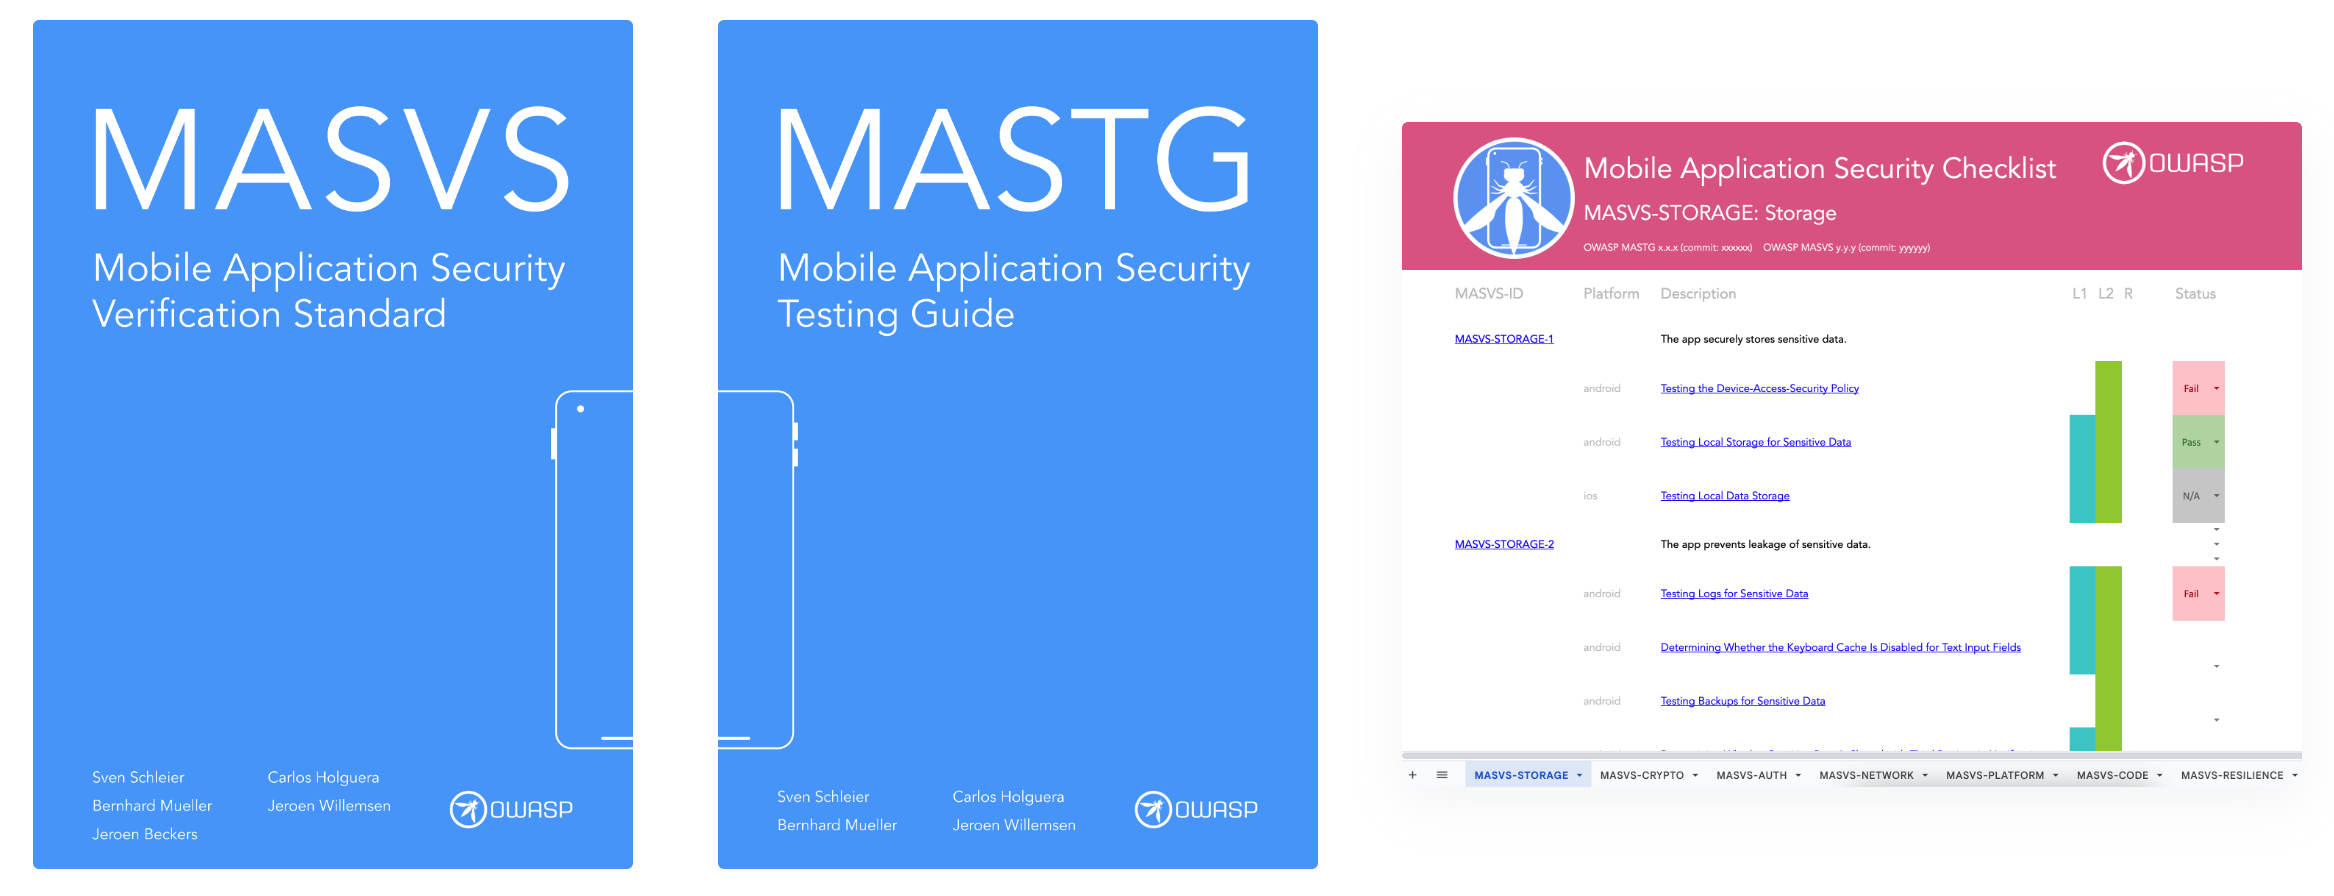 MASVS
Mobile Application Security
Verification Standard
Sven Schleier
Carlos Holguera
Bernhard Mueller
Jeroen Willemsen
Jeroen Beckers
OWASP
MASTG
Mobile Application Security
Testing Guide
Sven Schleier
Carlos Holguera
Bernhard Mueller
Jeroen Willemsen
OWASP
Mobile Application Security Checklist
OWASP
MASVS-STORAGE: Storage
OWASP MASTG x.x.x (commit: xxxxxx) OWASP MASVS y.y.y (commit: yyyyyy)
MASVS-ID Platform Description L1 L2 R Status
MASVS-STORAGE-1 The app securely stores sensitive data.
android Testing the Device-Access-Security Policy Fail
android Testing Local Storage for Sensitive Data Pass
ios Testing Local Data Storage N/A
MASVS-STORAGE-2 The app prevents leakage of sensitive data.
android Testing Logs for Sensitive Data Fail
android Determining Whether the Keyboard Cache Is Disabled for Text Input Fields
android Testing Backups for Sensitive Data
+ MASVS-STORAGE MASVS-CRYPTO MASVS-AUTH MASVS-NETWORK MASVS-PLATFORM MASVS-CODE MASVS-RESILIENCE